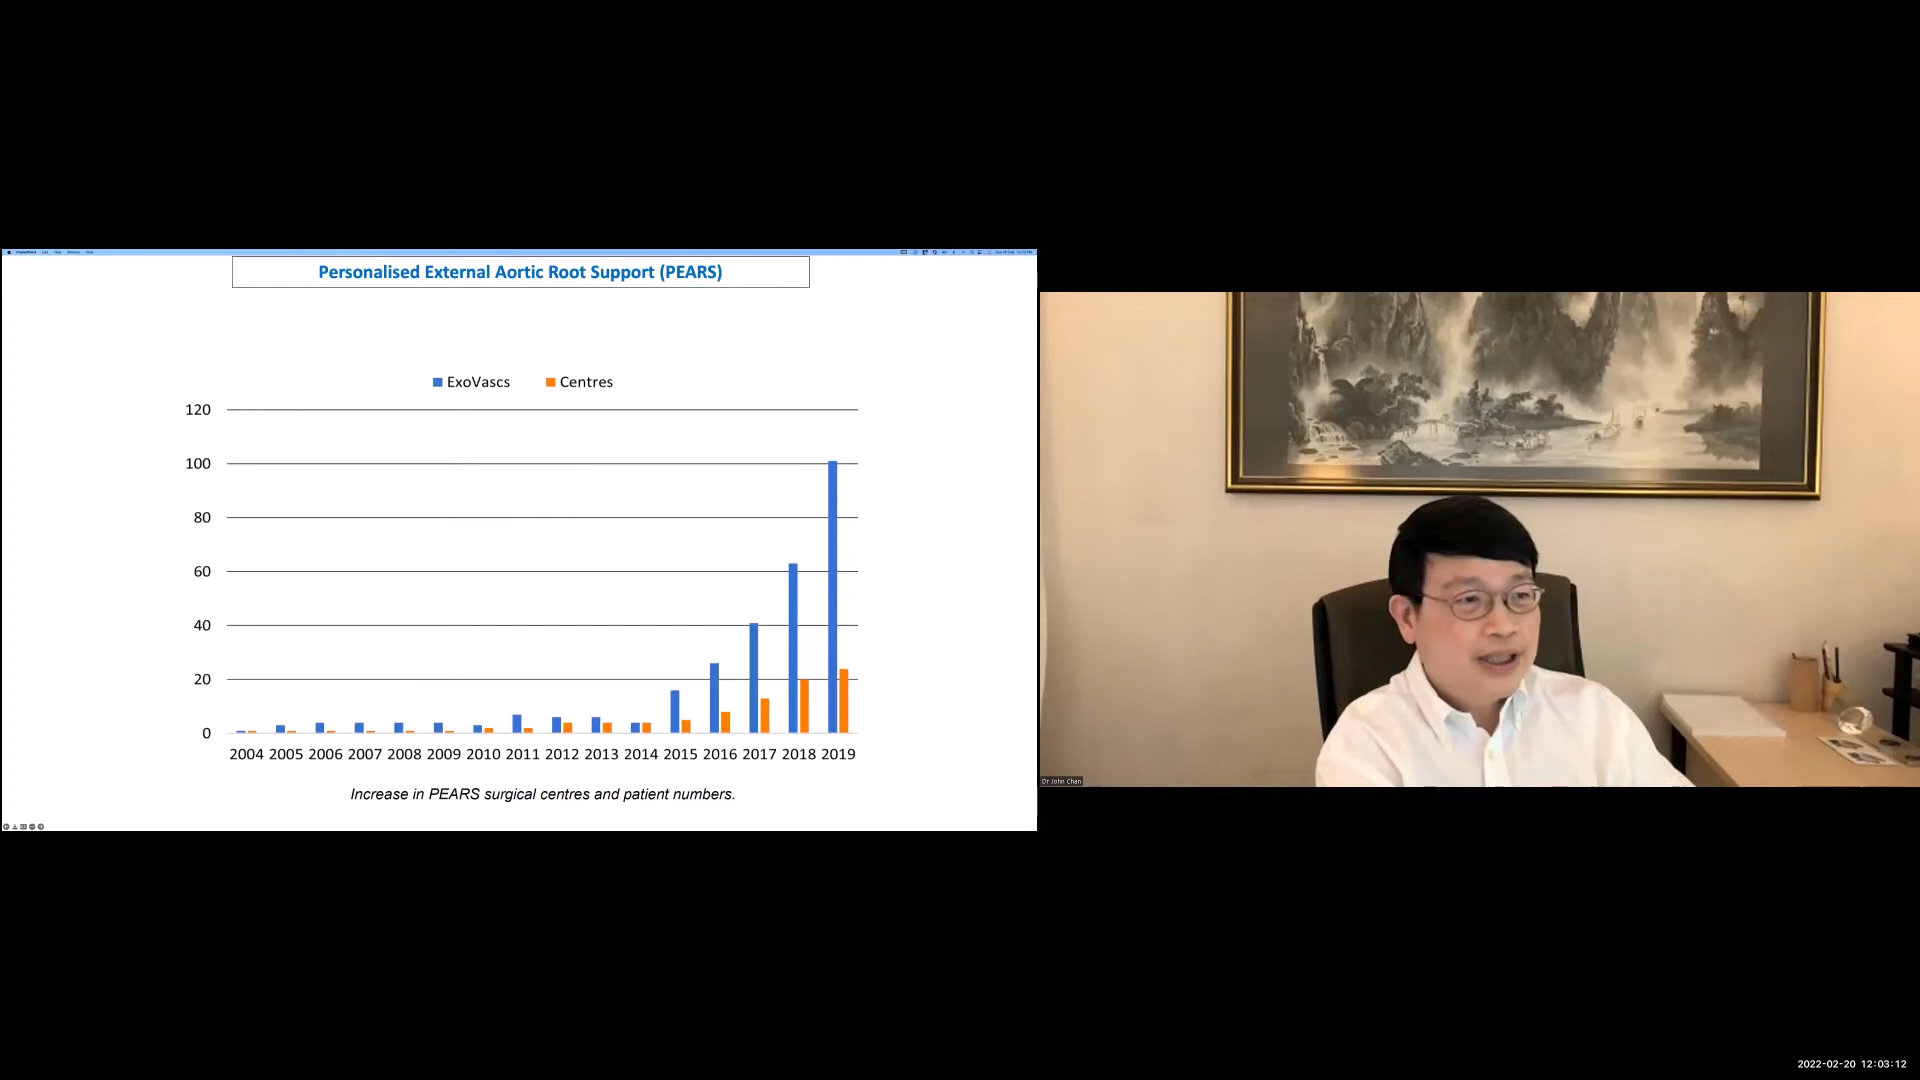 Personalised External Aortic Root Support (PEARS)
ExoVascs Centres
120
100
80
60
40
20
0
2004 2005 2006 2007 2008 2009 2010 2011 2012 2013 2014 2015 2016 2017 2018 2019
Increase in PEARS surgical centres and patient numbers.
Dr John Chan
2022-02-20 12:03:12